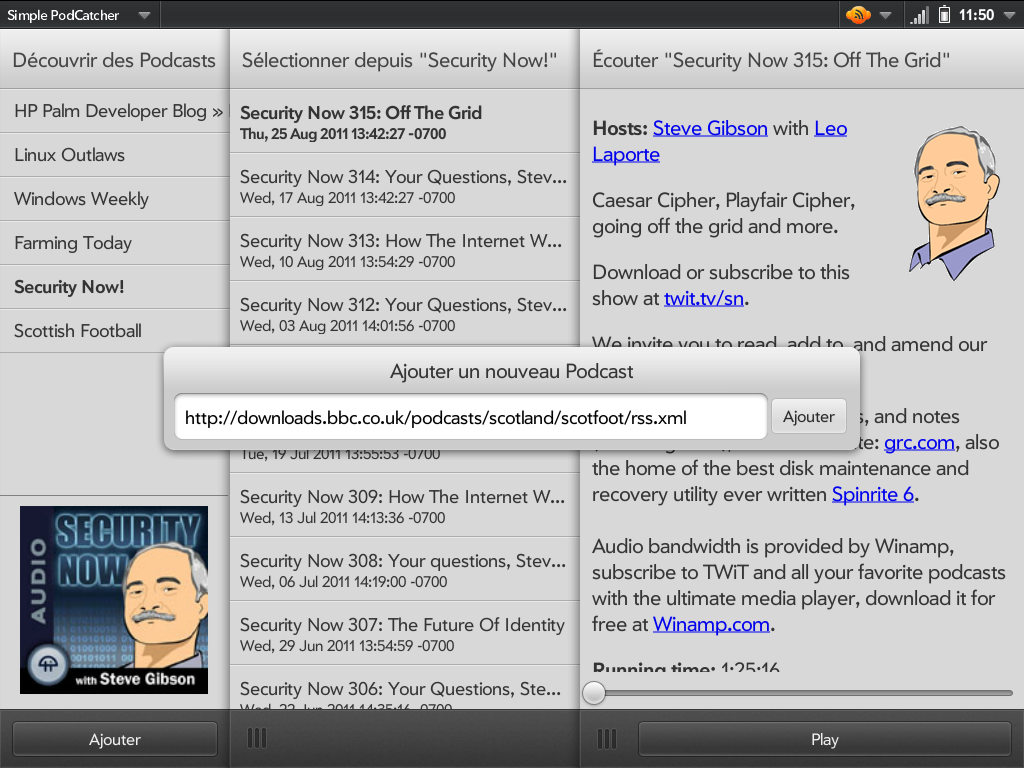 Simple PodCatcher
11:50
Découvrir des Podcasts
HP Palm Developer Blog »
Linux Outlaws
Windows Weekly
Farming Today
Security Now!
Scottish Football
AUDIO
SECURITY
NOW
with Steve Gibson
Ajouter
Sélectionner depuis "Security Now!"
Security Now 315: Off The Grid
Thu, 25 Aug 2011 13:42:27 -0700
Security Now 314: Your Questions, Stev...
Wed, 17 Aug 2011 13:42:27 -0700
Security Now 313: How The Internet W...
Wed, 10 Aug 2011 13:54:29 -0700
Security Now 312: Your Questions, Stev...
Wed, 03 Aug 2011 14:01:56 -0700
Tue, 19 Jul 2011 13:55:53 -0700
Security Now 309: How The Internet W...
Wed, 13 Jul 2011 14:13:36 -0700
Security Now 308: Your questions, Stev...
Wed, 06 Jul 2011 14:19:00 -0700
Security Now 307: The Future Of Identity
Wed, 29 Jun 2011 13:54:59 -0700
Security Now 306: Your Questions, Ste...
Wed, 22 Jun 2011 14:35:16 -0700
Écouter "Security Now 315: Off The Grid"
Hosts: Steve Gibson with Leo
Laporte
Caesar Cipher, Playfair Cipher,
going off the grid and more.
Download or subscribe to this
show at twit.tv/sn.
We invite you to read, add to, and amend our
and notes
grc.com, also
the home of the best disk maintenance and
recovery utility ever written Spinrite 6.
Audio bandwidth is provided by Winamp,
subscribe to TWiT and all your favorite podcasts
with the ultimate media player, download it for
free at Winamp.com.
Running time: 1:25:16
Play
Ajouter un nouveau Podcast
http://downloads.bbc.co.uk/podcasts/scotland/scotfoot/rss.xml
Ajouter